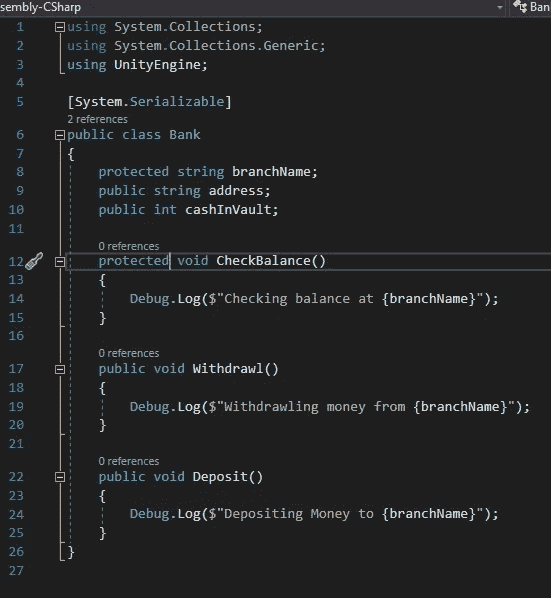 sembly-CSharp Ban
1 using System.Collections;
2 using System.Collections.Generic;
3 using UnityEngine;
4
5 [System.Serializable]
2 references
6 public class Bank
7 {
8 protected string branchName;
9 public string address;
10 public int cashInVault;
11
0 references
12 protected void CheckBalance()
13 {
14 Debug.Log($"Checking balance at {branchName}");
15 }
16
0 references
17 public void Withdrawl()
18 {
19 Debug.Log($"Withdrawling money from {branchName}");
20 }
21
0 references
22 public void Deposit()
23 {
24 Debug.Log($"Depositing Money to {branchName}");
25 }
26 }
27